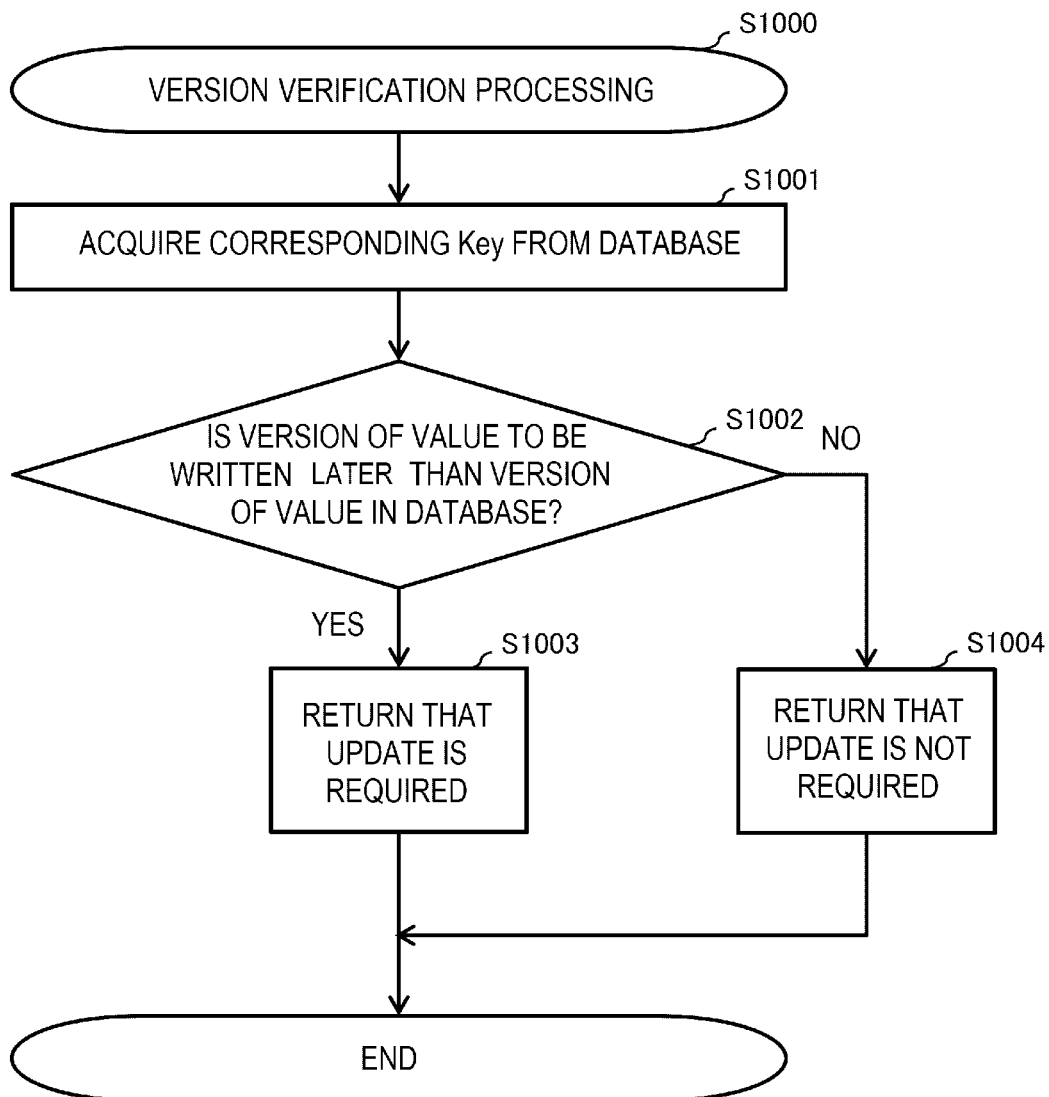 S1000
VERSION VERIFICATION PROCESSING
S1001
ACQUIRE CORRESPONDING Key FROM DATABASE
S1002
IS VERSION OF VALUE TO BE
WRITTEN LATER THAN VERSION
OF VALUE IN DATABASE?
NO
YES
S1003
RETURN THAT
UPDATE IS
REQUIRED
S1004
RETURN THAT
UPDATE IS NOT
REQUIRED
END